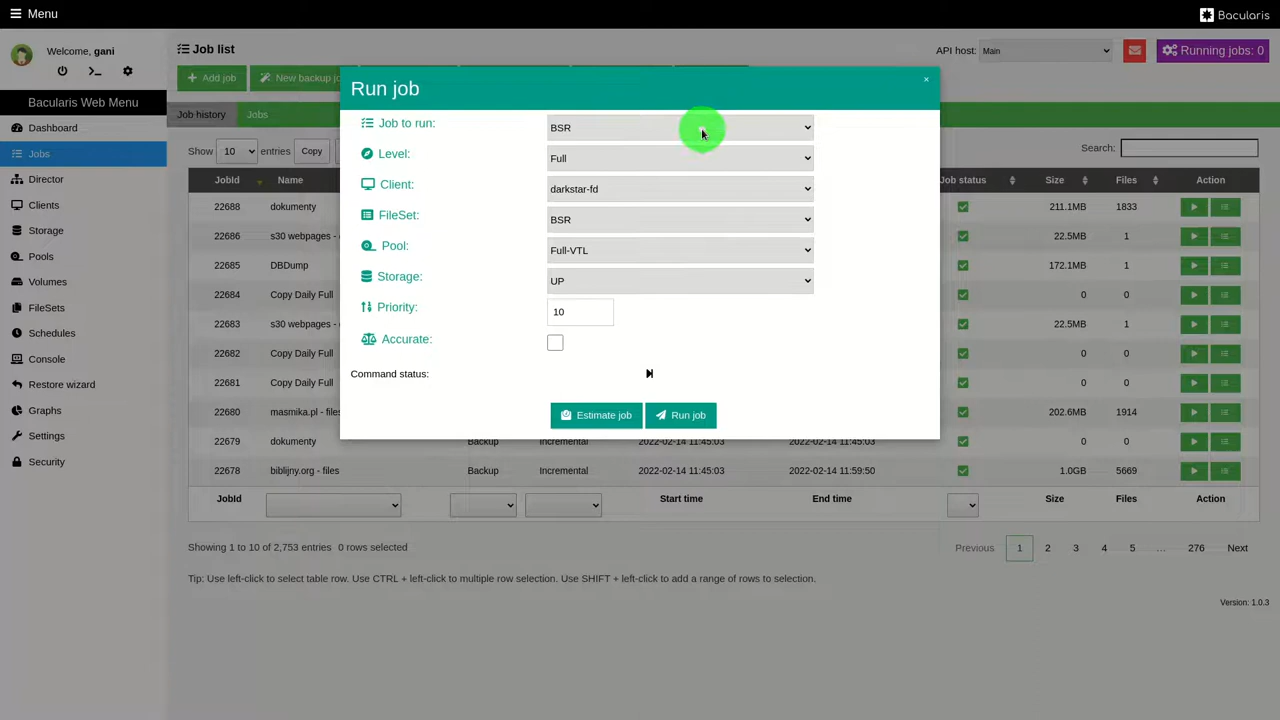 Menu
Bacularis
Welcome, gani
Job list
API host: Main
Running jobs: 0
Add job
New backup jo
Bacularis Web Menu
Dashboard
Jobs
Director
Clients
Storage
Pools
Volumes
FileSets
Schedules
Console
Restore wizard
Graphs
Settings
Security
Job history Jobs
Show 10 entries Copy
Search:
Run job
×
Job to run: BSR
Level: Full
Client: darkstar-fd
FileSet: BSR
Pool: Full-VTL
Storage: UP
Priority: 10
Accurate:
Command status:
Estimate job Run job
JobId Name Job status Size Files Action
22688 dokumenty 211.1MB 1833
22686 s30 webpages - 22.5MB 1
22685 DBDump 172.1MB 1
22684 Copy Daily Full 0 0
22683 s30 webpages - 22.5MB 1
22682 Copy Daily Full 0 0
22681 Copy Daily Full 0 0
22680 masmika.pl - files 202.6MB 1914
22679 dokumenty Backup Incremental 2022-02-14 11:45:03 2022-02-14 11:45:03 0 0
22678 biblijny.org - files Backup Incremental 2022-02-14 11:45:03 2022-02-14 11:59:50 1.0GB 5669
JobId Start time End time Size Files Action
Showing 1 to 10 of 2,753 entries 0 rows selected
Previous 1 2 3 4 5 … 276 Next
Tip: Use left-click to select table row. Use CTRL + left-click to multiple row selection. Use SHIFT + left-click to add a range of rows to selection.
Version: 1.0.3